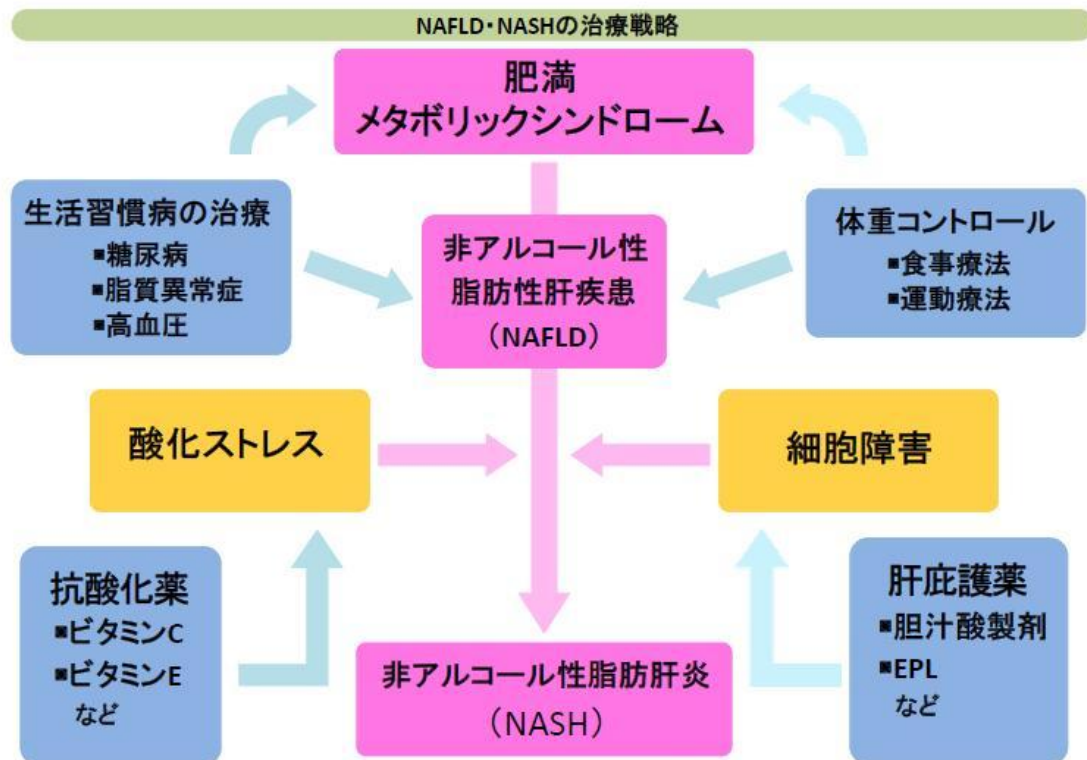 NAFLD・NASHの治療戦略
肥満
メタボリックシンドローム
生活習慣病の治療
■糖尿病
■脂質異常症
■高血圧
非アルコール性
脂肪性肝疾患
（NAFLD）
体重コントロール
■食事療法
■運動療法
酸化ストレス
細胞障害
抗酸化薬
■ビタミンC
■ビタミンE
など
非アルコール性脂肪肝炎
（NASH）
肝庇護薬
■胆汁酸製剤
■EPL
など